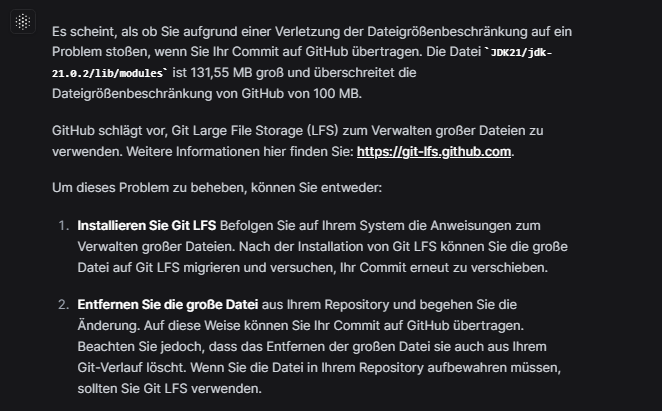 Es scheint, als ob Sie aufgrund einer Verletzung der Dateigrößenbeschränkung auf ein
Problem stoßen, wenn Sie Ihr Commit auf GitHub übertragen. Die Datei `JDK21/jdk-
21.0.2/lib/modules` ist 131,55 MB groß und überschreitet die
Dateigrößenbeschränkung von GitHub von 100 MB.
GitHub schlägt vor, Git Large File Storage (LFS) zum Verwalten großer Dateien zu
verwenden. Weitere Informationen hier finden Sie: https://git-lfs.github.com.
Um dieses Problem zu beheben, können Sie entweder:
1. Installieren Sie Git LFS Befolgen Sie auf Ihrem System die Anweisungen zum
Verwalten großer Dateien. Nach der Installation von Git LFS können Sie die große
Datei auf Git LFS migrieren und versuchen, Ihr Commit erneut zu verschieben.
2. Entfernen Sie die große Datei aus Ihrem Repository und begehen Sie die
Änderung. Auf diese Weise können Sie Ihr Commit auf GitHub übertragen.
Beachten Sie jedoch, dass das Entfernen der großen Datei sie auch aus Ihrem
Git-Verlauf löscht. Wenn Sie die Datei in Ihrem Repository aufbewahren müssen,
sollten Sie Git LFS verwenden.